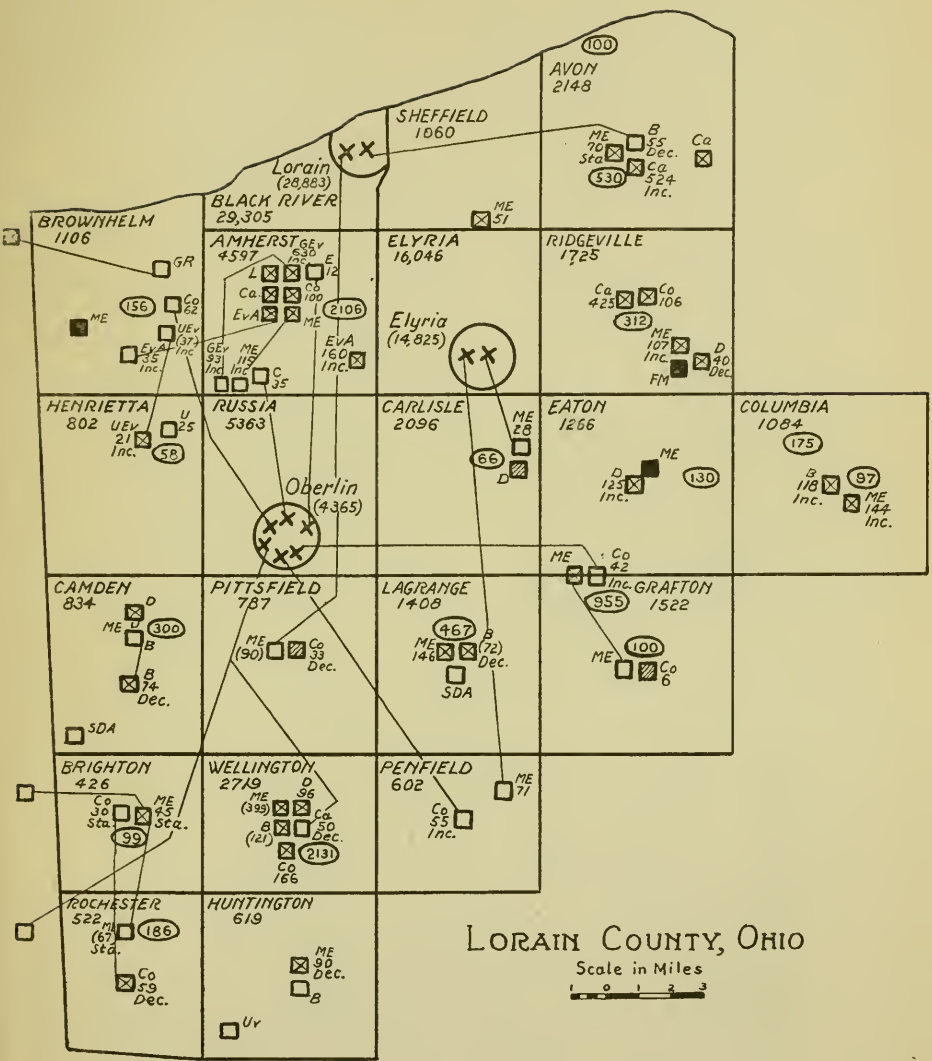 100
AVON
2148
SHEFFIELD
1060
ME
70
Sta
B
55
Dec.
Ca
530
Ca
524
Inc.
Lorain
(28,883)
BLACK RIVER
29,305
ME
51
BROWNHELM
1106
GR
156
Co
62
ME
UEv
(37)
Inc
EvA
35
Inc.
AMHERST
4597
GEv
630
Inc
E
12
L
Ca
Co
100
EvA
ME
2106
GEv
93
Inc
ME
115
Inc
C
35
EvA
160
Inc.
ELYRIA
16,046
Elyria
(14,825)
RIDGEVILLE
1725
Ca
425
Co
106
312
ME
107
Inc.
D
40
Dec.
FM
HENRIETTA
802
U
25
UEv
21
Inc.
58
RUSSIA
5363
Oberlin
(4365)
CARLISLE
2096
ME
28
66
D
EATON
1266
ME
130
D
125
Inc.
COLUMBIA
1084
175
B
118
Inc.
97
ME
144
Inc.
CAMDEN
834
D
ME
U
B
300
B
74
Dec.
SDA
PITTSFIELD
787
ME
(90)
Co
33
Dec.
LAGRANGE
1408
467
ME
146
B
(72)
Dec.
SDA
ME
Co
42
Inc.
955
GRAFTON
1522
100
ME
Co
6
BRIGHTON
426
Co
30
Sta.
ME
45
Sta.
99
WELLINGTON
2719
ME
(399)
D
96
B
(121)
Ca
50
Dec.
2131
Co
166
PENFIELD
602
ME
71
Co
55
Inc.
ROCHESTER
522
ME
(67)
Sta.
186
Co
59
Dec.
HUNTINGTON
619
ME
90
Dec.
B
Uv
LORAIN COUNTY, OHIO
Scale in Miles
1 0 1 2 3